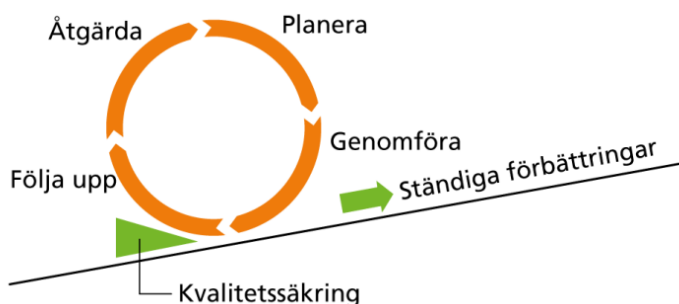 Åtgärda
Planera
Genomföra
Följa upp
Ständiga förbättringar
Kvalitetssäkring